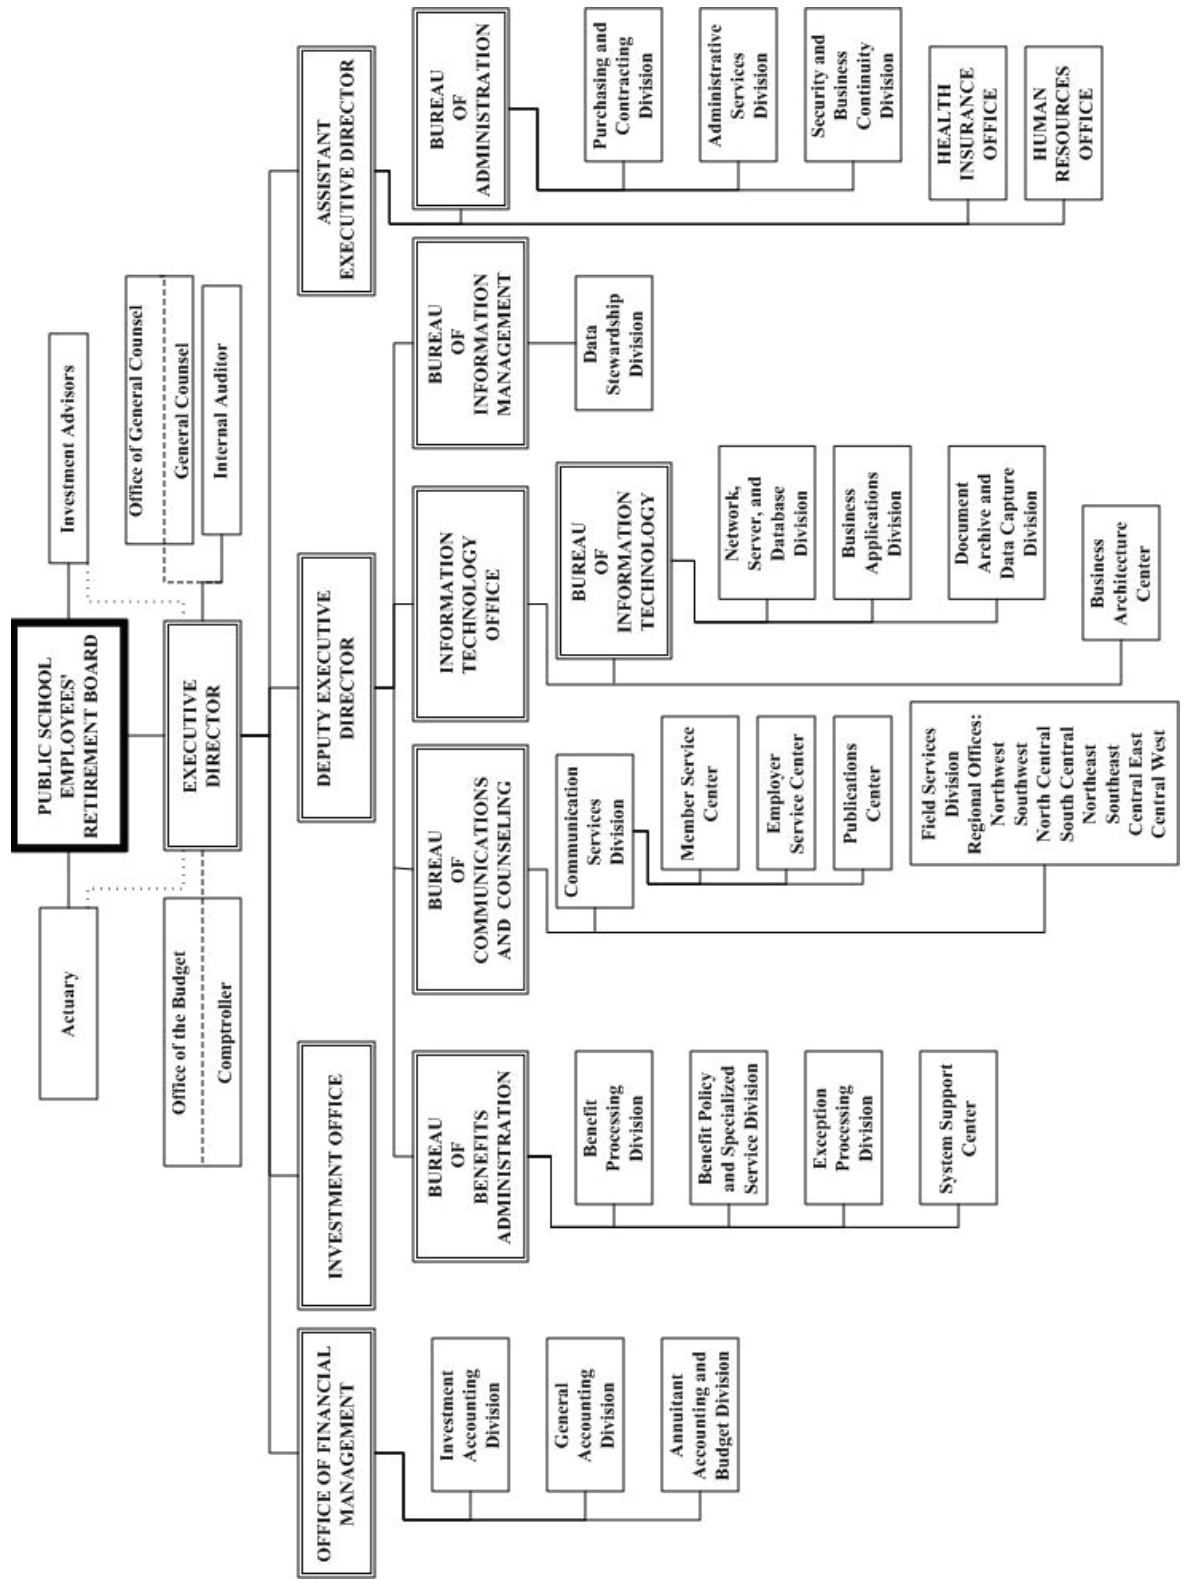 PUBLIC SCHOOL
EMPLOYEES'
RETIREMENT BOARD
Actuary
Investment Advisors
EXECUTIVE
DIRECTOR
Office of the Budget
Comptroller
Office of General Counsel
General Counsel
Internal Auditor
OFFICE OF FINANCIAL
MANAGEMENT
INVESTMENT OFFICE
DEPUTY EXECUTIVE
DIRECTOR
ASSISTANT
EXECUTIVE DIRECTOR
Investment
Accounting
Division
General
Accounting
Division
Annuitant
Accounting and
Budget Division
BUREAU
OF
BENEFITS
ADMINISTRATION
Benefit
Processing
Division
Benefit Policy
and Specialized
Service Division
Exception
Processing
Division
System Support
Center
BUREAU
OF
COMMUNICATIONS
AND COUNSELING
Communication
Services
Division
Member Service
Center
Employer
Service Center
Publications
Center
Field Services
Division
Regional Offices:
Northwest
Southwest
North Central
South Central
Northeast
Southeast
Central East
Central West
INFORMATION
TECHNOLOGY
OFFICE
BUREAU
OF
INFORMATION
TECHNOLOGY
Network,
Server, and
Database
Division
Business
Applications
Division
Document
Archive and
Data Capture
Division
Business
Architecture
Center
BUREAU
OF
INFORMATION
MANAGEMENT
Data
Stewardship
Division
BUREAU
OF
ADMINISTRATION
Purchasing and
Contracting
Division
Administrative
Services
Division
Security and
Business
Continuity
Division
HEALTH
INSURANCE
OFFICE
HUMAN
RESOURCES
OFFICE